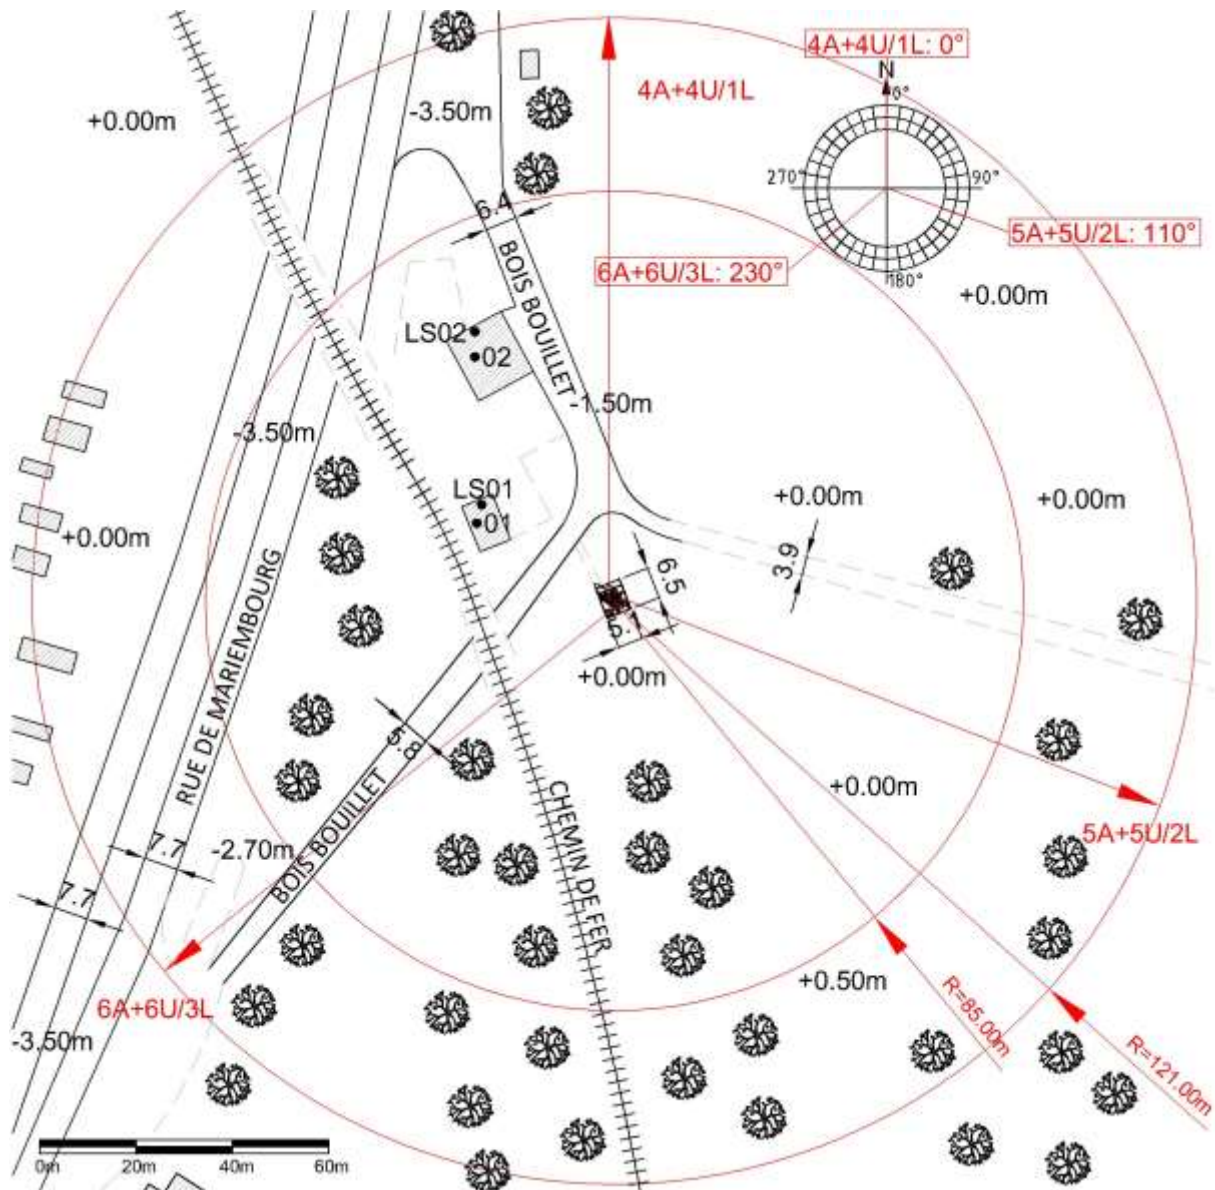 4A+4U/1L: 0°
N
0°
4A+4U/1L
-3.50m
+0.00m
270°
90°
6.4
5A+5U/2L: 110°
6A+6U/3L: 230°
180°
+0.00m
BOIS BOUILLET
LS02
02
-1.50m
-3.50m
LS01
01
+0.00m
+0.00m
+0.00m
3.9
6.5
RUE DE MARIEMBOURG
+0.00m
5.8
BOIS BOUILLET
CHEMIN DE FER
+0.00m
5A+5U/2L
7.7
-2.70m
7.7
+0.50m
6A+6U/3L
R=85.00m
-3.50m
R=121.00m
0m 20m 40m 60m